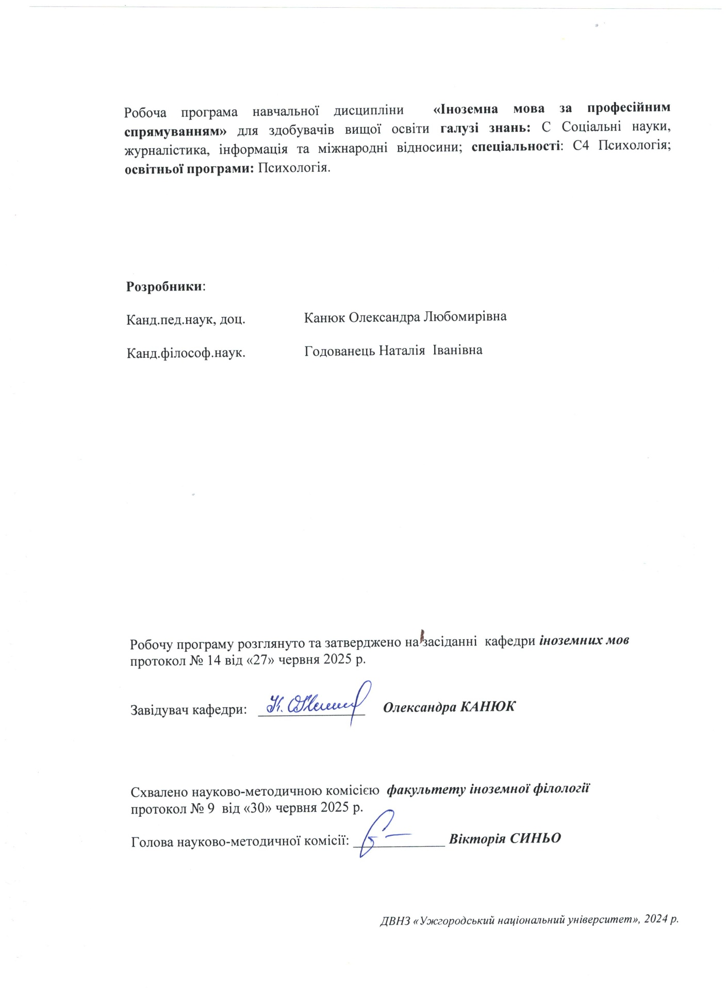 Робоча програма навчальної дисципліни «Іноземна мова за професійним
спрямуванням» для здобувачів вищої освіти галузі знань: С Соціальні науки,
журналістика, інформація та міжнародні відносини; спеціальності: С4 Психологія;
освітньої програми: Психологія.
Розробники:
Канд.пед.наук, доц. Канюк Олександра Любомирівна
Канд.філософ.наук. Годованець Наталія Іванівна
Робочу програму розглянуто та затверджено на засіданні кафедри іноземних мов
протокол № 14 від «27» червня 2025 р.
Завідувач кафедри: Олександра КАНЮК
Схвалено науково-методичною комісією факультету іноземної філології
протокол № 9 від «30» червня 2025 р.
Голова науково-методичної комісії: Вікторія СИНЬО
ДВНЗ «Ужгородський національний університет», 2024 р.